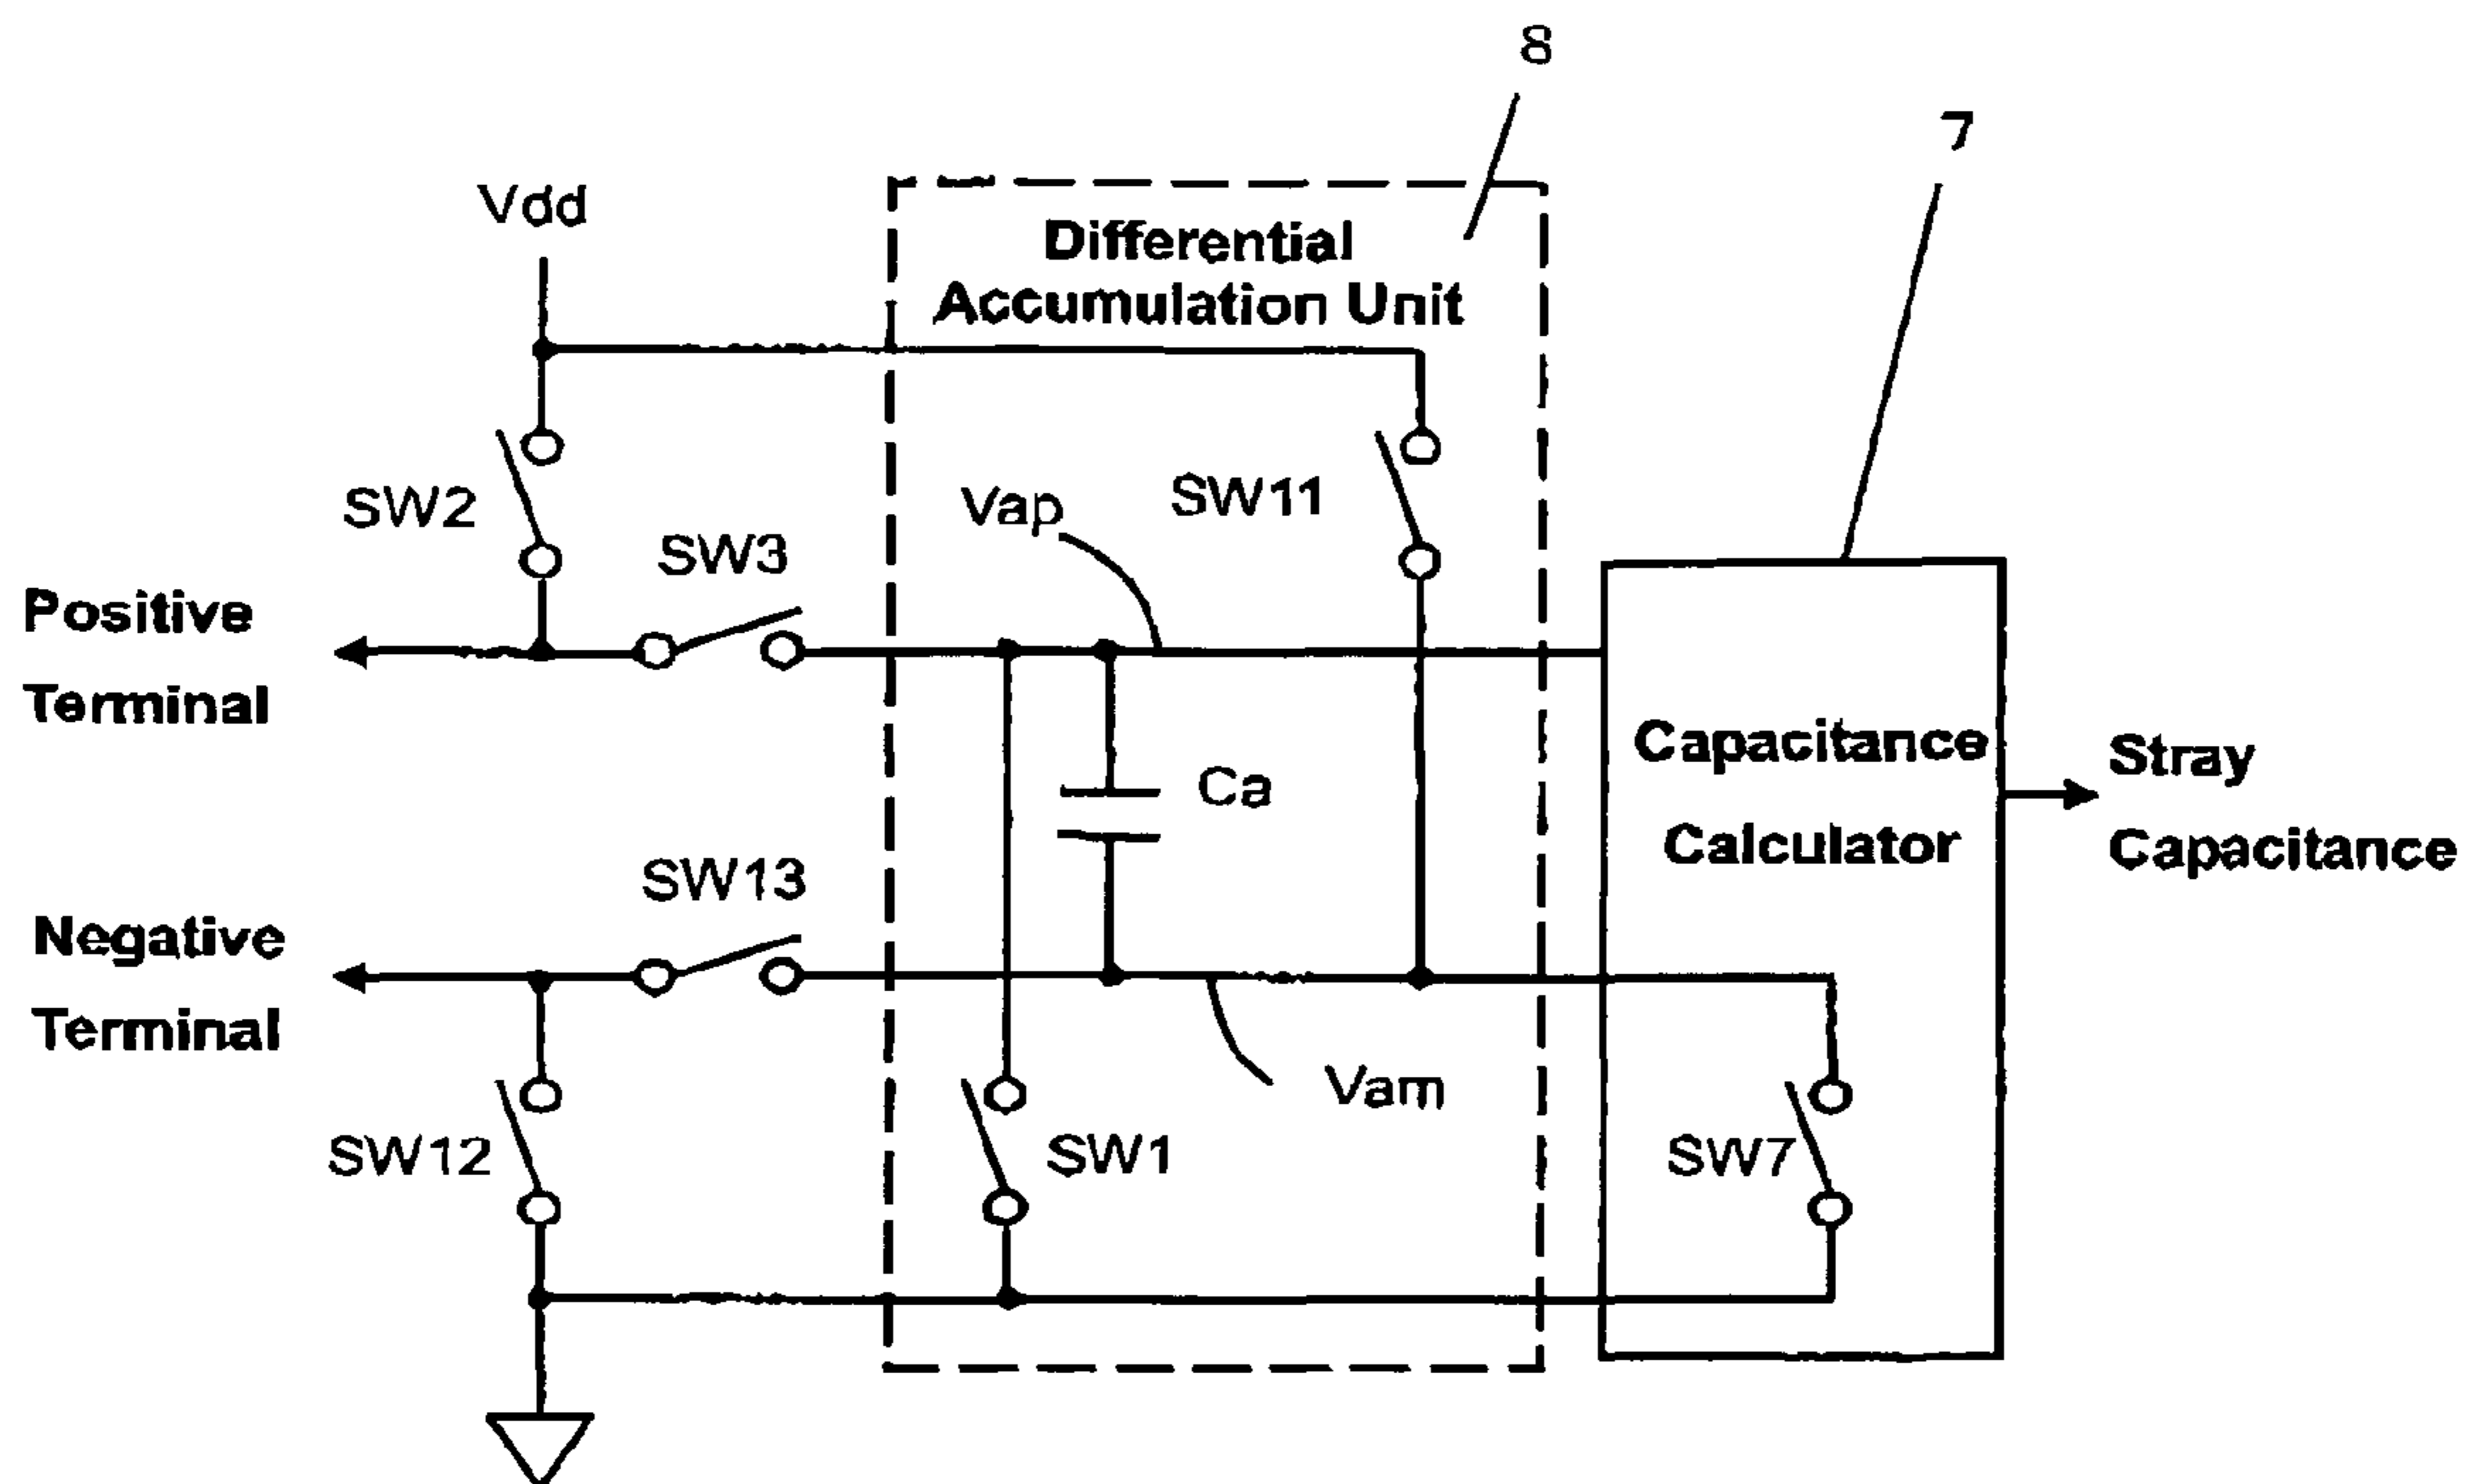 8
7
Vdd
Differential
Accumulation Unit
SW2
SW3
Vap
SW11
Positive
Terminal
Capacitance
Calculator
Stray
Capacitance
Ca
SW13
Negative
Terminal
Vam
SW12
SW1
SW7